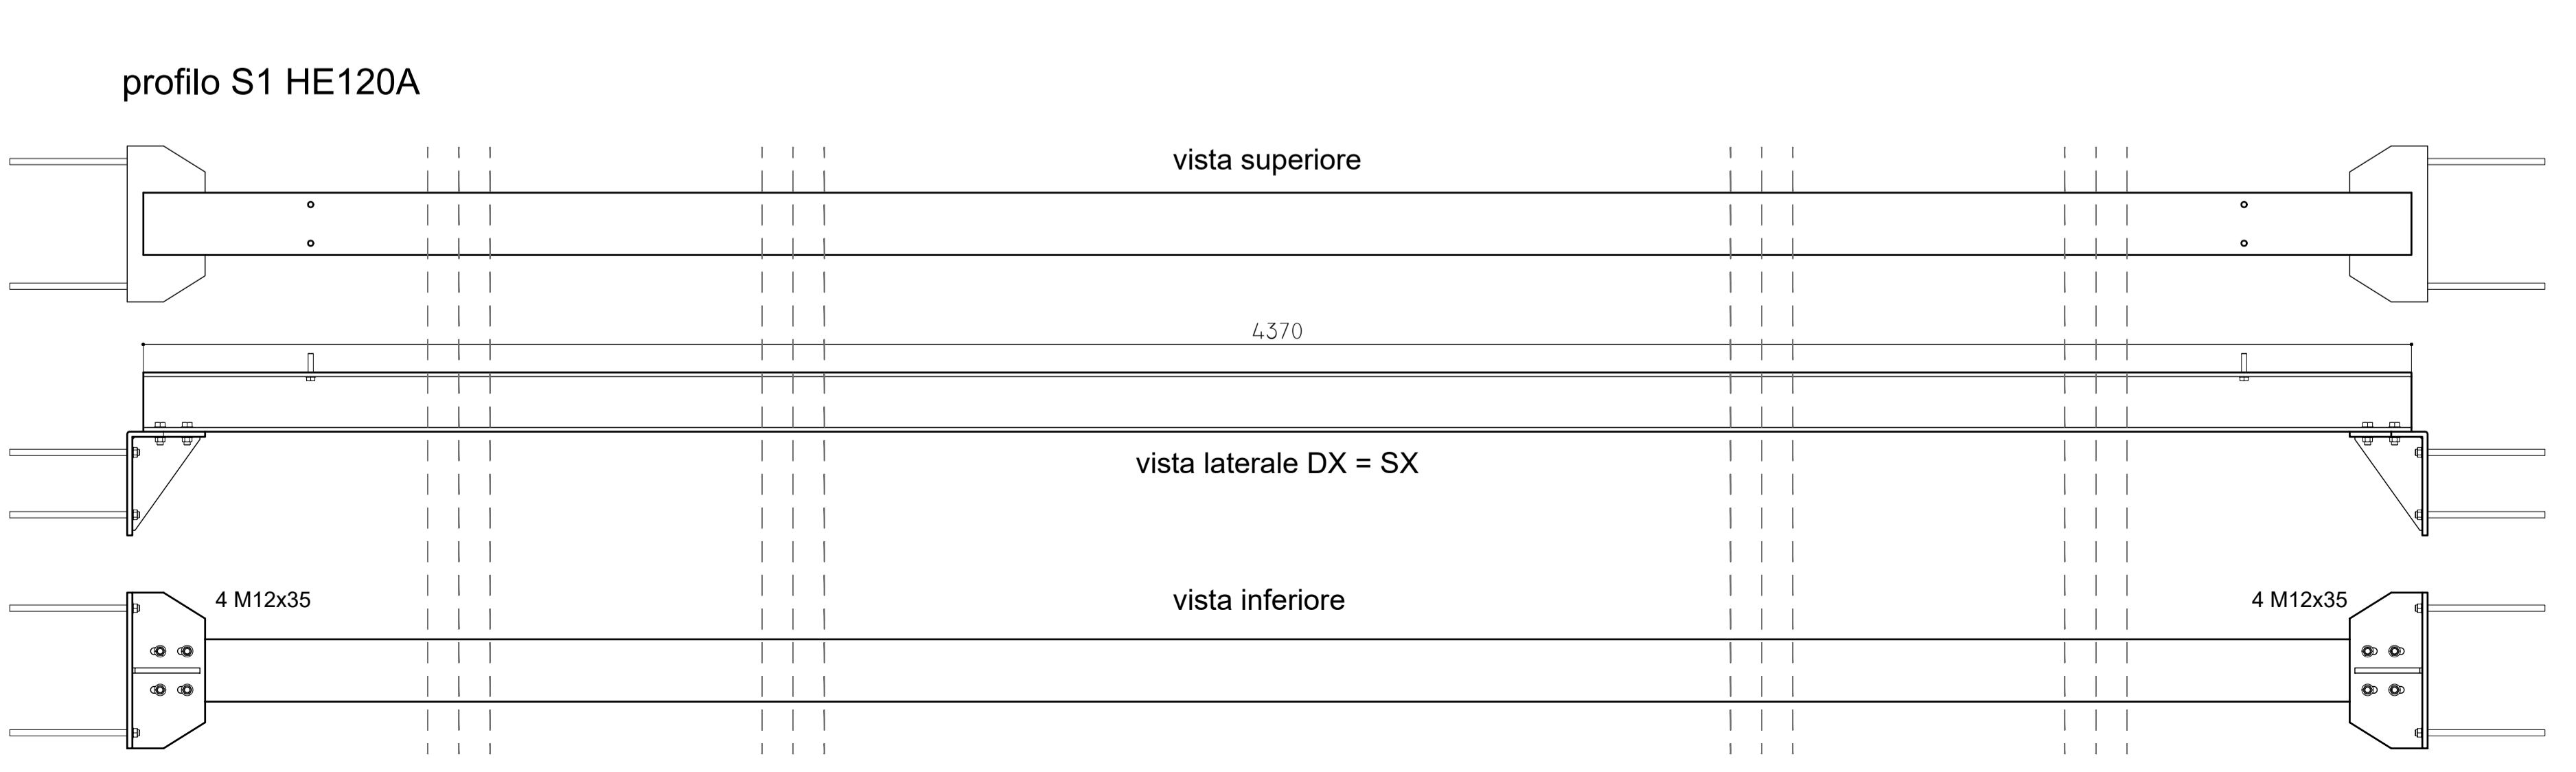 profilo S1 HE120A
vista superiore
4370
vista laterale DX = SX
4 M12x35
vista inferiore
4 M12x35